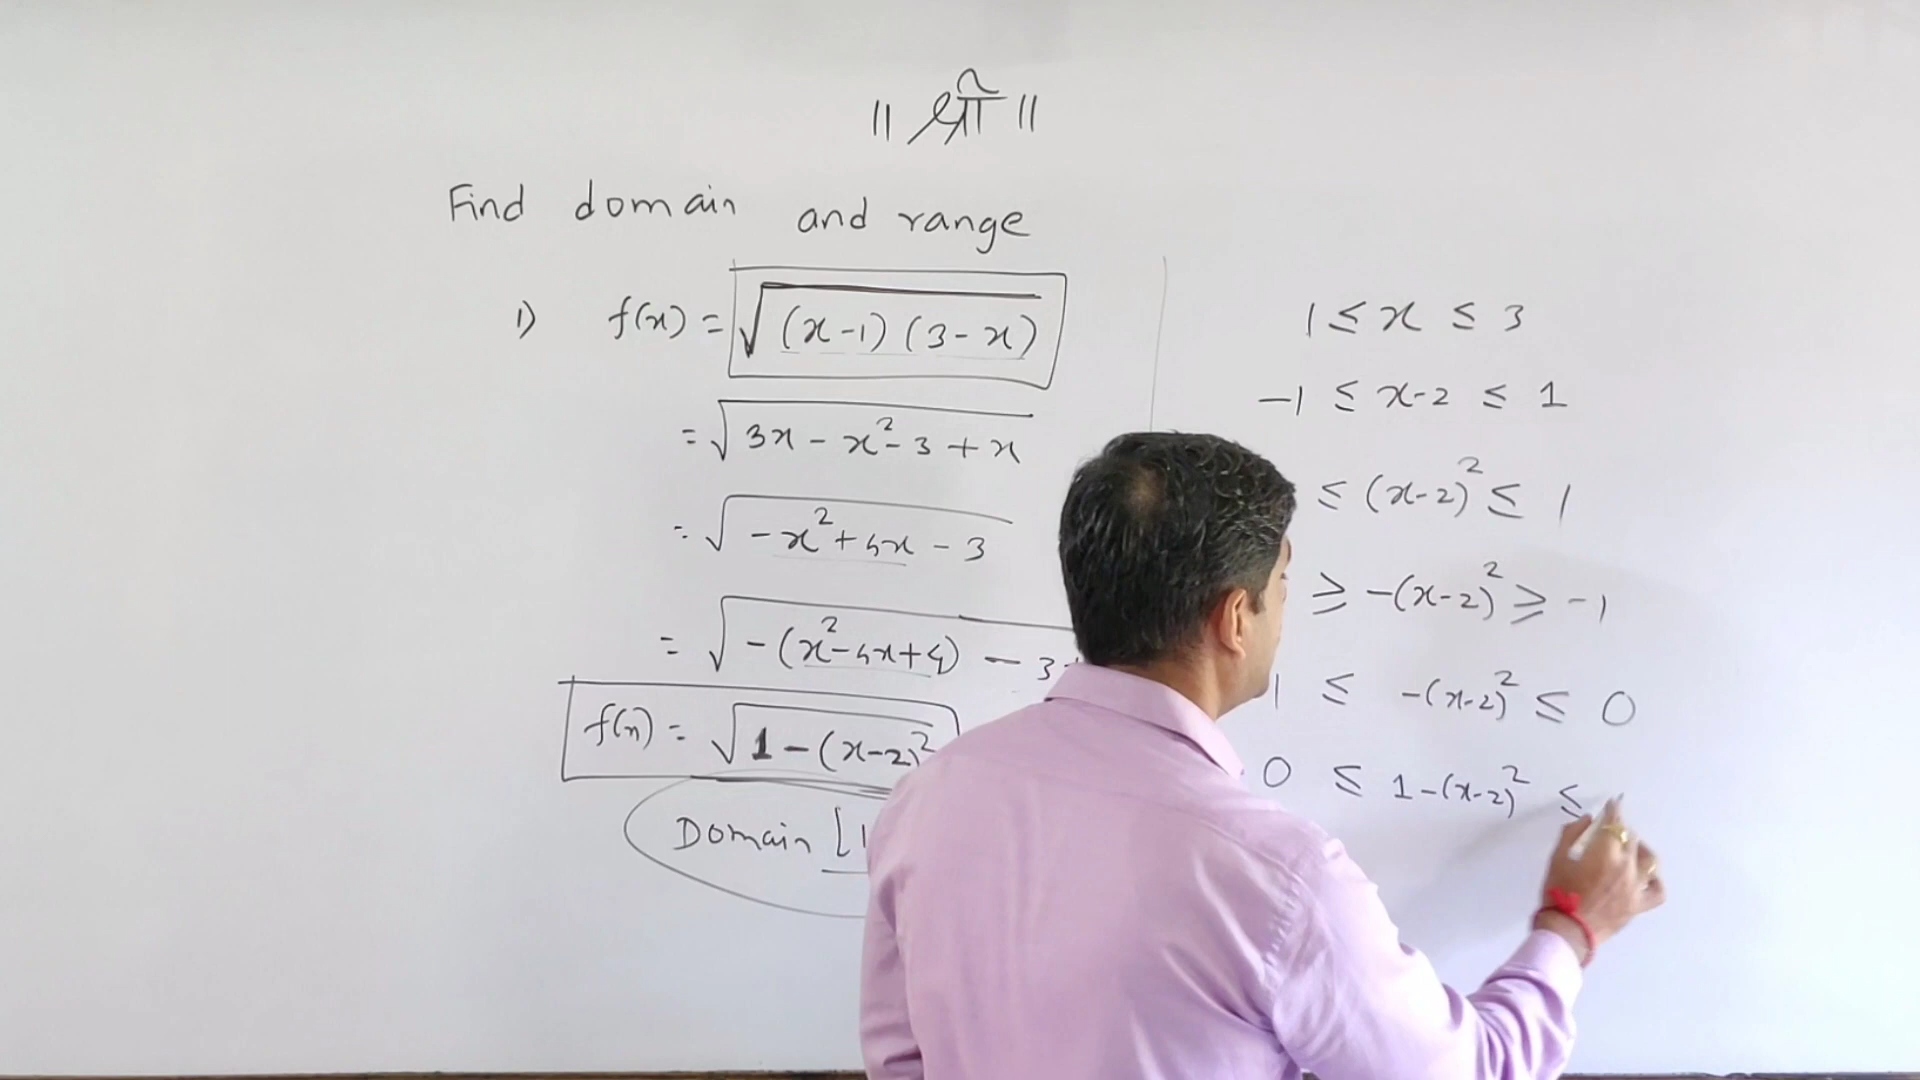 ॥ श्री ॥
Find domain and range
1) f(x) = √(x-1)(3-x)
= √3x - x² - 3 + x
= √-x² + 4x - 3
= √-(x² - 4x + 4) - 3+
f(x) = √1 - (x-2)²
Domain [1
1 ≤ x ≤ 3
-1 ≤ x-2 ≤ 1
≤ (x-2)² ≤ 1
≥ -(x-2)² ≥ -1
1 ≤ -(x-2)² ≤ 0
0 ≤ 1-(x-2)² ≤